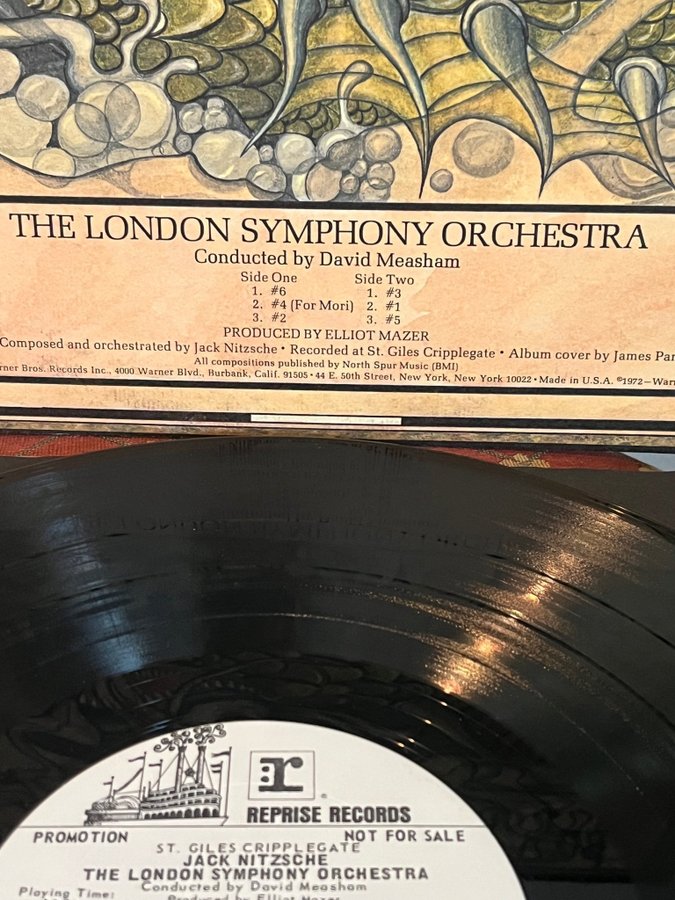 THE LONDON SYMPHONY ORCHESTRA
Conducted by David Measham
Side One Side Two
1. #6 1. #3
2. #4 (For Mori) 2. #1
3. #2 3. #5
PRODUCED BY ELLIOT MAZER
Composed and orchestrated by Jack Nitzsche • Recorded at St. Giles Cripplegate • Album cover by James
All compositions published by North Spur Music (BMI)
Bros. Records Inc., 4000 Warner Blvd., Burbank, Calif. 91505 • 44 E. 50th Street, New York, New York 10022 • Made in U.S.A. ©1972—
r
REPRISE RECORDS
PROMOTION NOT FOR SALE
ST. GILES CRIPPLEGATE
JACK NITZSCHE
THE LONDON SYMPHONY ORCHESTRA
Conducted by David Measham
Playing Time: Produced by Elliot Mazer